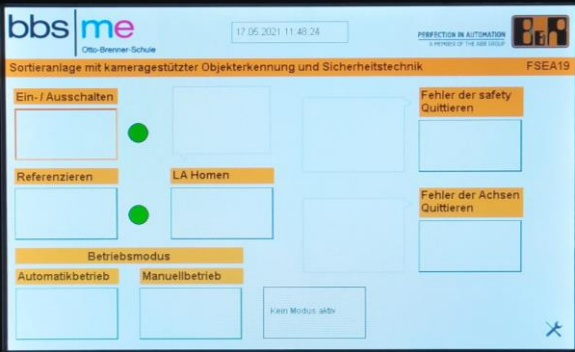 bbs me
Otto-Brenner-Schule
17.05.2021 11:48:24
PERFECTION IN AUTOMATION
A MEMBER OF THE ABB GROUP
B&R
Sortieranlage mit kameragestützter Objekterkennung und Sicherheitstechnik FSEA19
Ein- / Ausschalten
Fehler der safety
Quittieren
Referenzieren
LA Homen
Fehler der Achsen
Quittieren
Betriebsmodus
Automatikbetrieb
Manuellbetrieb
Kein Modus aktiv